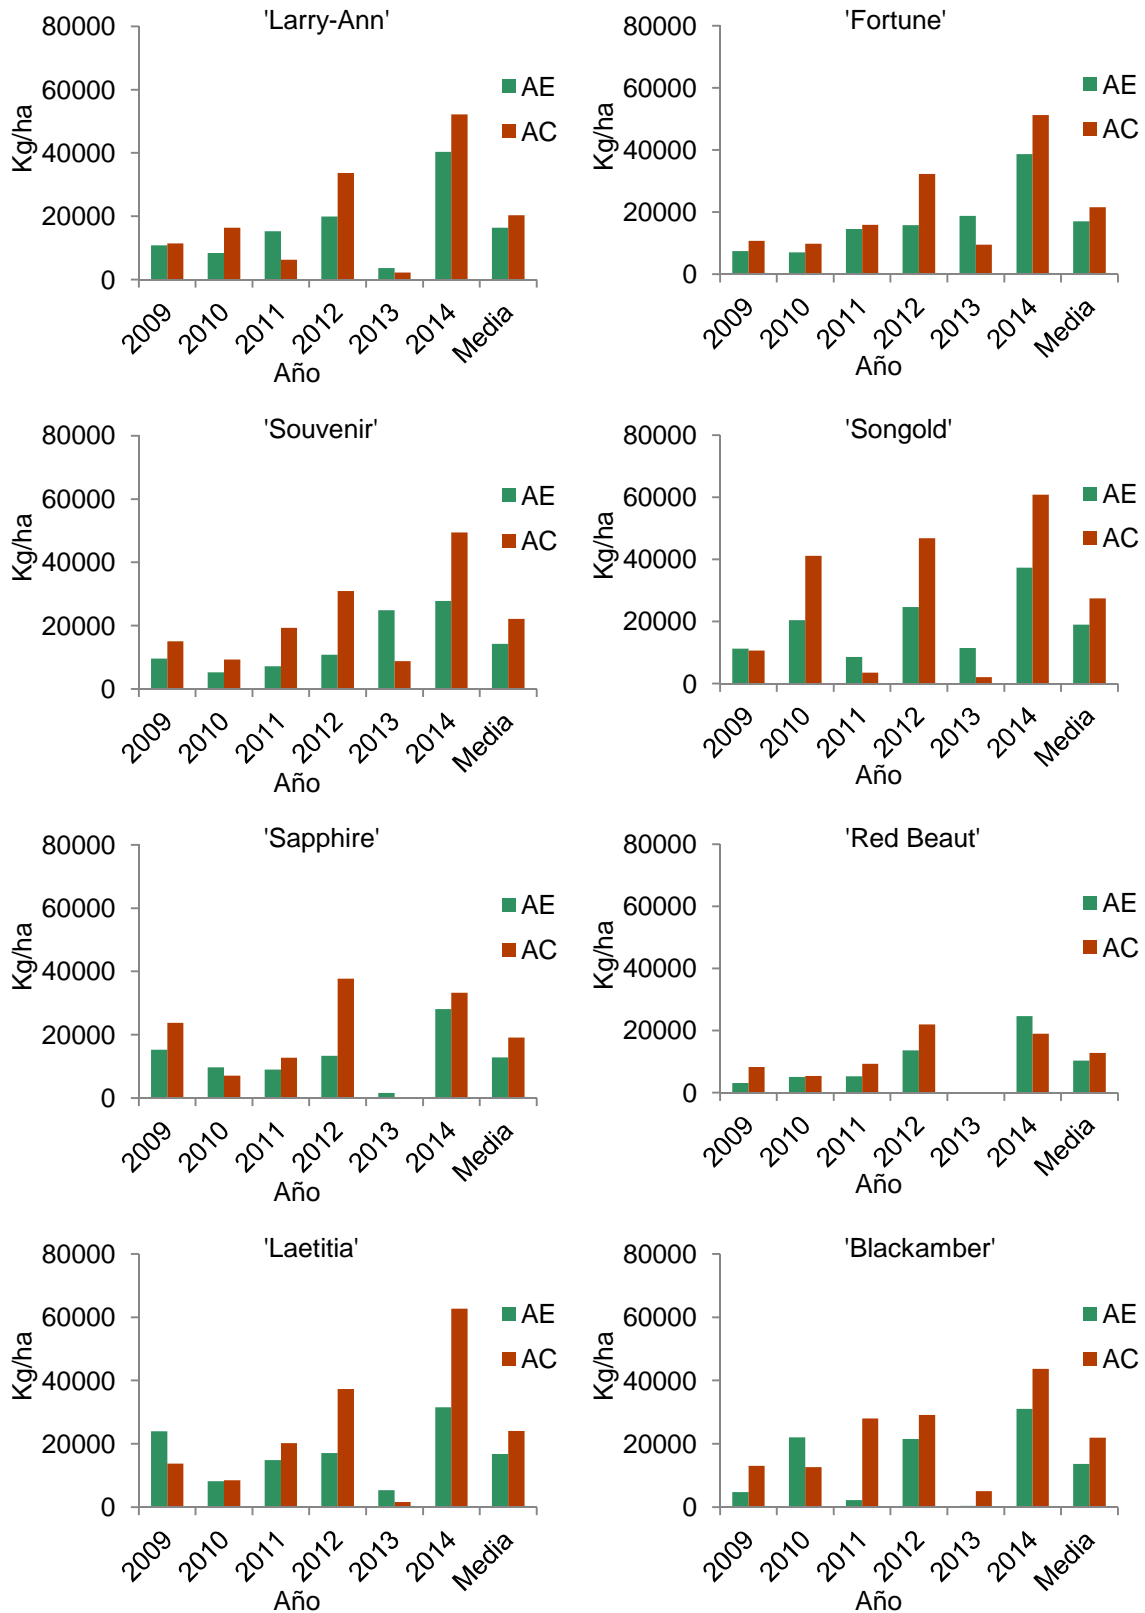 'Larry-Ann'
80000
60000
40000
20000
0
Kg/ha
AE
AC
2009
2010
2011
2012
2013
2014
Media
Año
'Fortune'
80000
60000
40000
20000
0
Kg/ha
AE
AC
2009
2010
2011
2012
2013
2014
Media
Año
'Souvenir'
80000
60000
40000
20000
0
Kg/ha
AE
AC
2009
2010
2011
2012
2013
2014
Media
Año
'Songold'
80000
60000
40000
20000
0
Kg/ha
AE
AC
2009
2010
2011
2012
2013
2014
Media
Año
'Sapphire'
80000
60000
40000
20000
0
Kg/ha
AE
AC
2009
2010
2011
2012
2013
2014
Media
Año
'Red Beaut'
80000
60000
40000
20000
0
Kg/ha
AE
AC
2009
2010
2011
2012
2013
2014
Media
Año
'Laetitia'
80000
60000
40000
20000
0
Kg/ha
AE
AC
2009
2010
2011
2012
2013
2014
Media
Año
'Blackamber'
80000
60000
40000
20000
0
Kg/ha
AE
AC
2009
2010
2011
2012
2013
2014
Media
Año